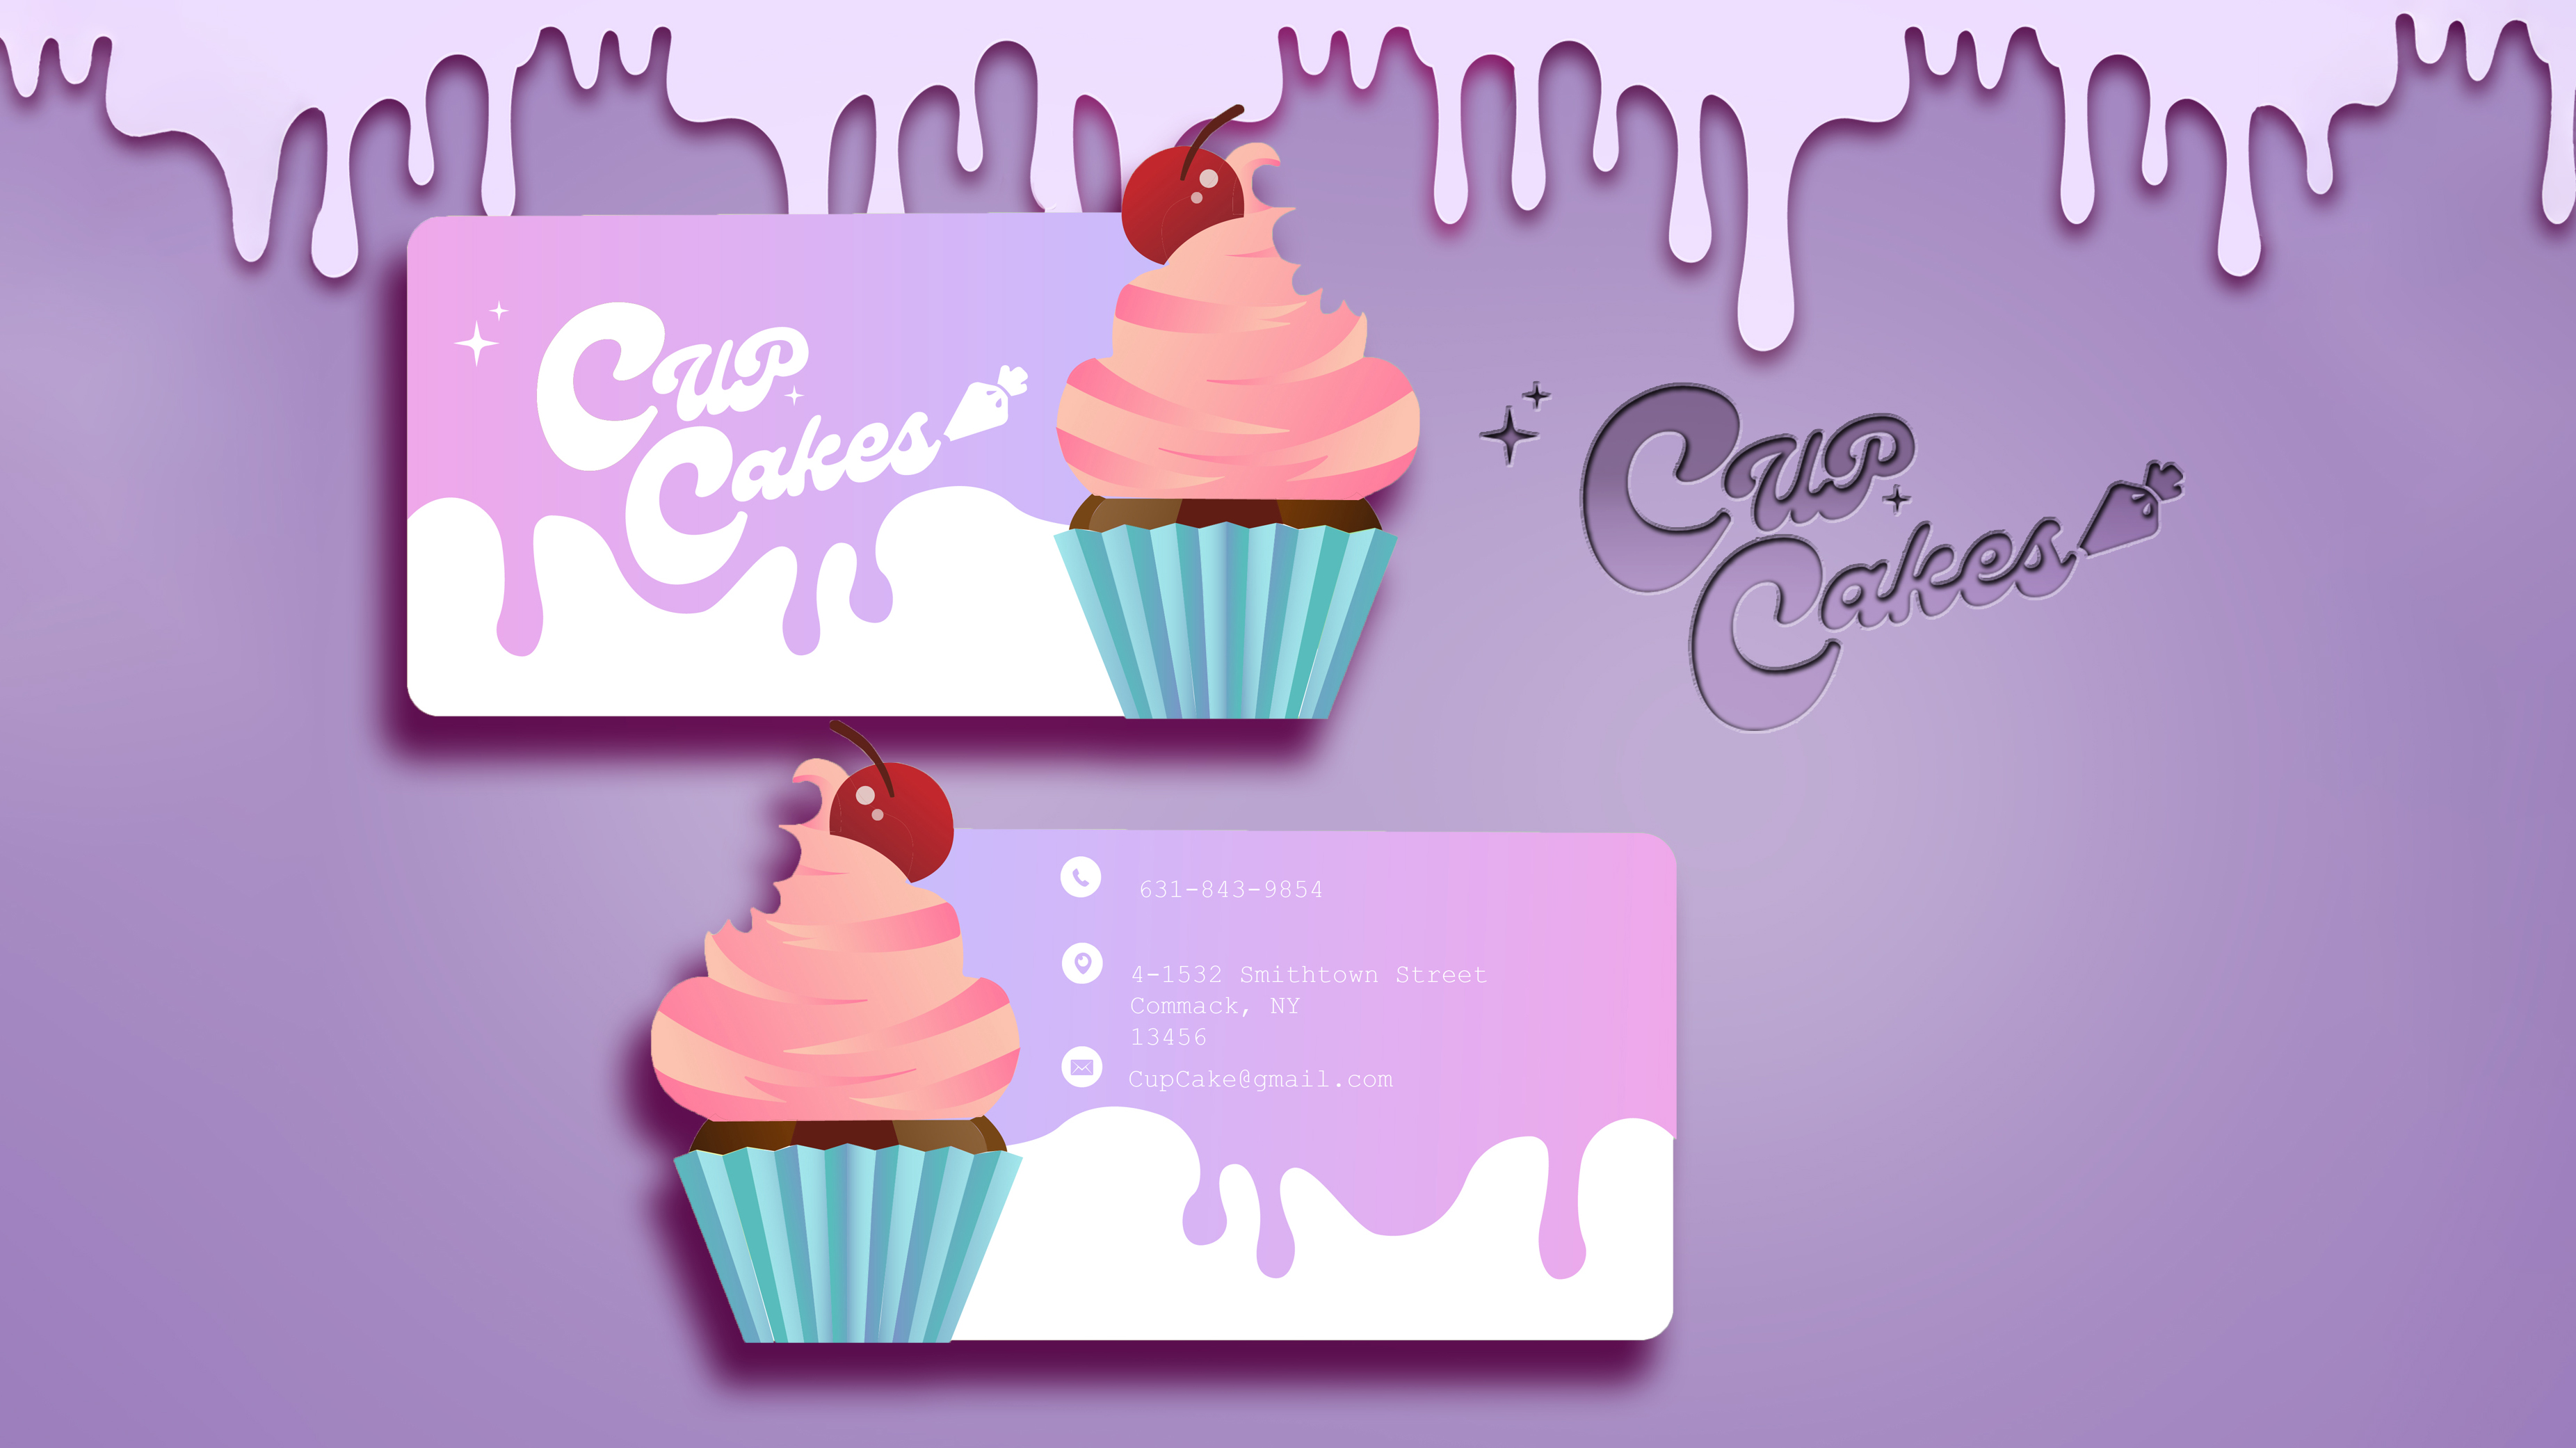 Cup
Cakes
Cup
Cakes
631-843-9854
4-1532 Smithtown Street
Commack, NY
13456
CupCake@gmail.com